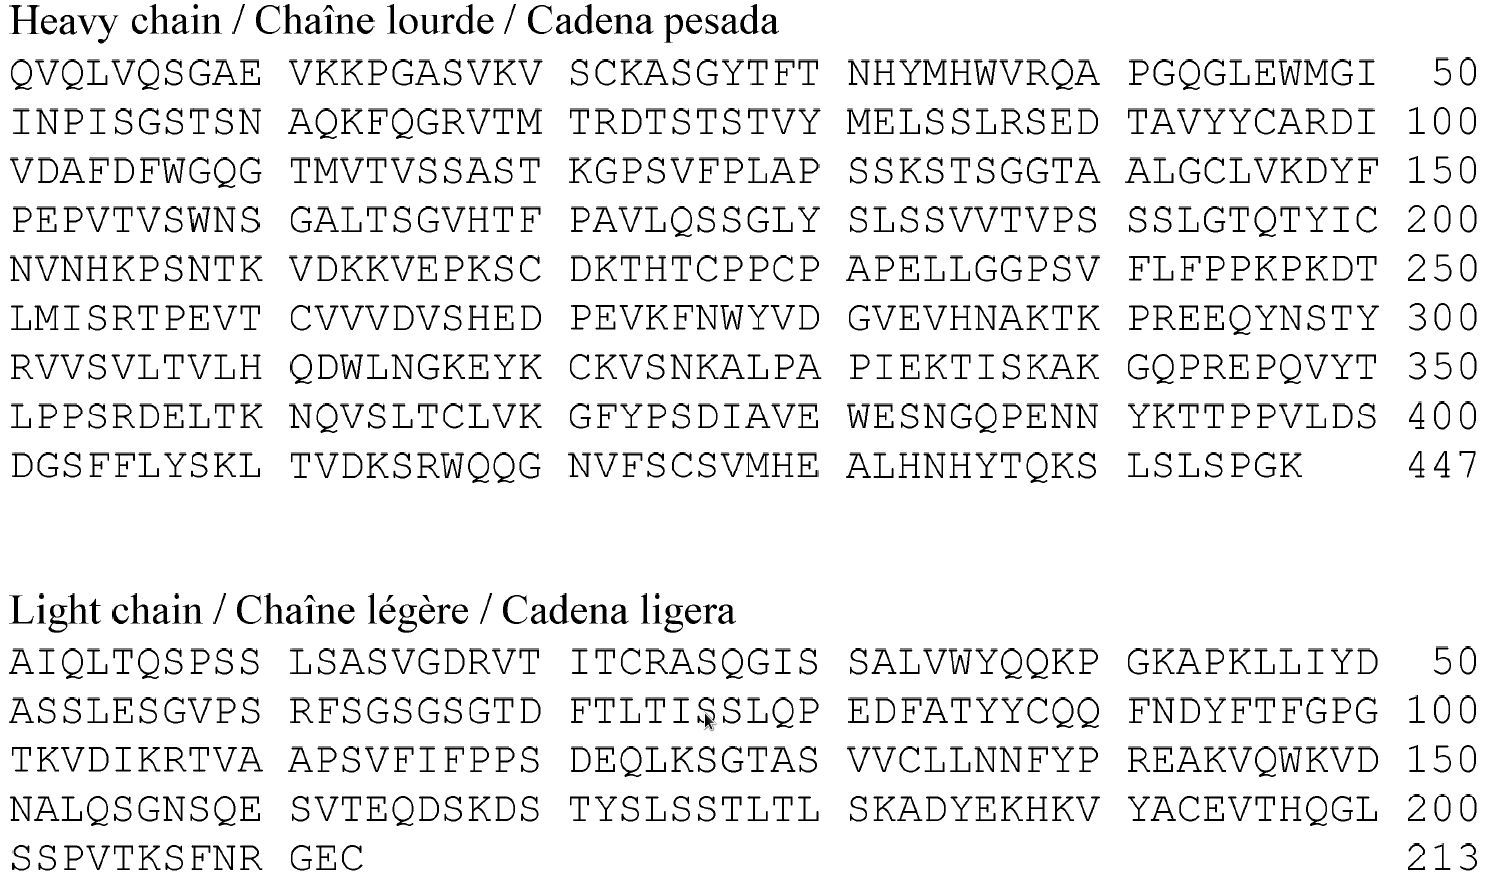 Heavy chain / Chaîne lourde / Cadena pesada
QVQLVQSGAE VKKPGASVKV SCKASGYTFT NHYMHWVRQA PGQGLEWMGI 50
INPISGSTSN AQKFQGRVTM TRDTSTSTVY MELSSLRSED TAVYYCARDI 100
VDAFDFWGQG TMVTVSSAST KGPSVFPLAP SSKSTSGGTA ALGCLVKDYF 150
PEPVTVSWNS GALTSGVHTF PAVLQSSGLY SLSSVVTVPS SSLGTQTYIC 200
NVNHKPSNTK VDKKVEPKSC DKTHTCPPCP APELLGGPSV FLFPPKPKDT 250
LMISRTPEVT CVVVDVSHED PEVKFNWYVD GVEVHNAKTK PREEQYNSTY 300
RVVSVLTVLH QDWLNGKEYK CKVSNKALPA PIEKTISKAK GQPREPQVYT 350
LPPSRDELTK NQVSLTCLVK GFYPSDIAVE WESNGQPENN YKTTPPVLDS 400
DGSFFLYSKL TVDKSRWQQG NVFSCSVMHE ALHNHYTQKS LSLSPGK 447
Light chain / Chaîne légère / Cadena ligera
AIQLTQSPSS LSASVGDRVT ITCRASQGIS SALVWYQQKP GKAPKLLIYD 50
ASSLESGVPS RFSGSGSGTD FTLTISSLQP EDFATYYCQQ FNDYFTFGPG 100
TKVDIKRTVA APSVFIFPPS DEQLKSGTAS VVCLLNNFYP REAKVQWKVD 150
NALQSGNSQE SVTEQDSKDS TYSLSSTLTL SKADYEKHKV YACEVTHQGL 200
SSPVTKSFNR GEC 213